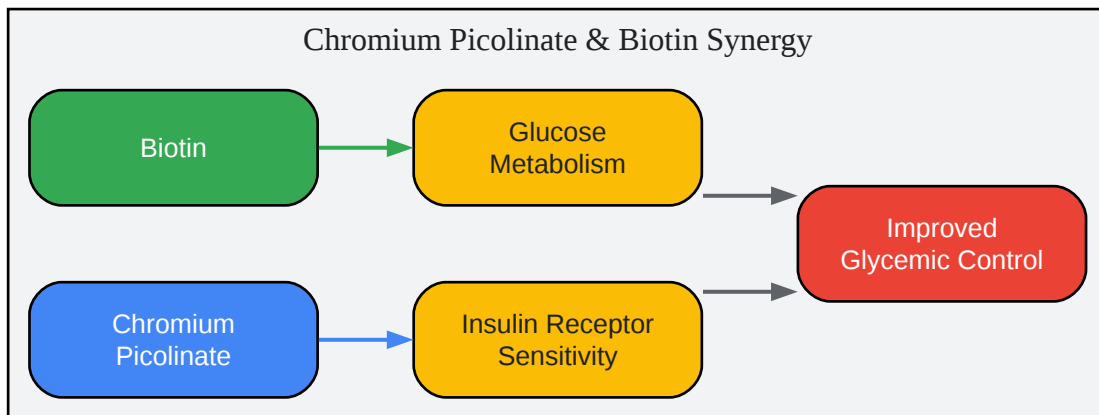 Chromium Picolinate & Biotin Synergy
Biotin
Glucose
Metabolism
Improved
Glycemic Control
Chromium
Picolinate
Insulin Receptor
Sensitivity